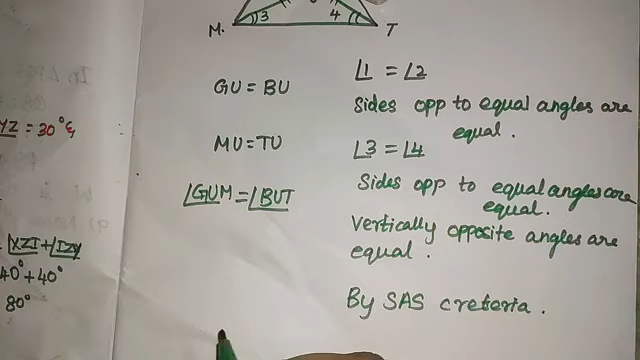 M 3 4 T
GU = BU
∠1 = ∠2
Sides opp to equal angles are
equal.
MU = TU
∠3 = ∠4
Sides opp to equal angles are
equal.
∠GUM = ∠BUT
Vertically opposite angles are
equal.
By SAS creteria.
YZ = 30°
∠XZI + ∠IZY
40° + 40°
80°